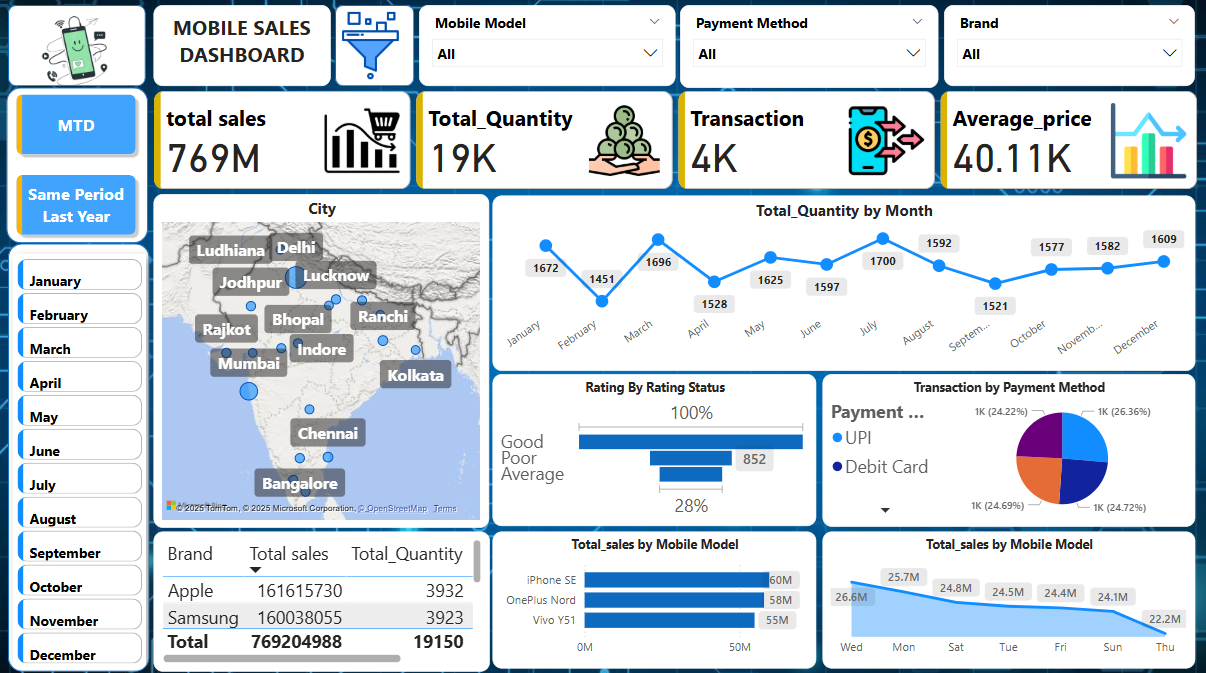 MOBILE SALES
DASHBOARD
Mobile Model
All
Payment Method
All
Brand
All
MTD
Same Period
Last Year
total sales
769M
Total_Quantity
19K
Transaction
4K
Average_price
40.11K
January
February
March
April
May
June
July
August
September
October
November
December
City
Ludhiana
Delhi
Jodhpur
Lucknow
Rajkot
Bhopal
Ranchi
Mumbai
Indore
Kolkata
Chennai
Bangalore
© 2025 TomTom, © 2025 Microsoft Corporation, © OpenStreetMap Terms
Total_Quantity by Month
1672
1451
1696
1528
1625
1597
1700
1592
1521
1577
1582
1609
January
February
March
April
May
June
July
August
Septem...
October
Novemb...
December
Rating By Rating Status
100%
Good
Poor
Average
852
28%
Transaction by Payment Method
Payment ...
UPI
Debit Card
1K (24.22%)
1K (26.36%)
1K (24.69%)
1K (24.72%)
Brand Total sales Total_Quantity
Apple 161615730 3932
Samsung 160038055 3923
Total 769204988 19150
Total_sales by Mobile Model
iPhone SE 60M
OnePlus Nord 58M
Vivo Y51 55M
0M 50M
Total_sales by Mobile Model
26.6M
25.7M
24.8M
24.5M
24.4M
24.1M
22.2M
Wed Mon Sat Tue Fri Sun Thu